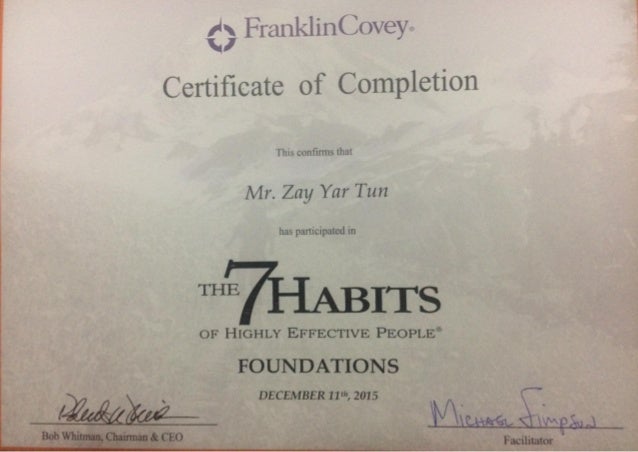 FranklinCovey®
Certificate of Completion
This confirms that
Mr. Zay Yar Tun
has participated in
THE 7 HABITS
OF HIGHLY EFFECTIVE PEOPLE®
FOUNDATIONS
DECEMBER 11th, 2015
Michael Simpson
Bob Whitman, Chairman & CEO
Facilitator